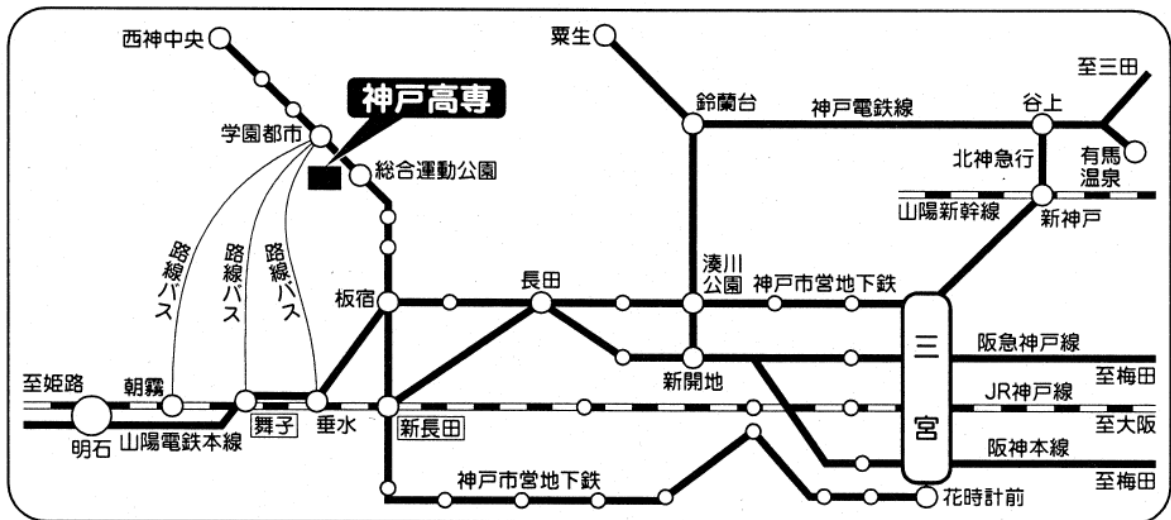 西神中央
粟生
至三田
神戸高専
鈴蘭台
神戸電鉄線
谷上
学園都市
総合運動公園
北神急行
有馬
温泉
山陽新幹線
新神戸
路線バス
路線バス
路線バス
板宿
長田
湊川
公園
神戸市営地下鉄
三宮
阪急神戸線
至梅田
新開地
至姫路
朝霧
JR神戸線
至大阪
明石
山陽電鉄本線
舞子
垂水
新長田
阪神本線
至梅田
神戸市営地下鉄
花時計前